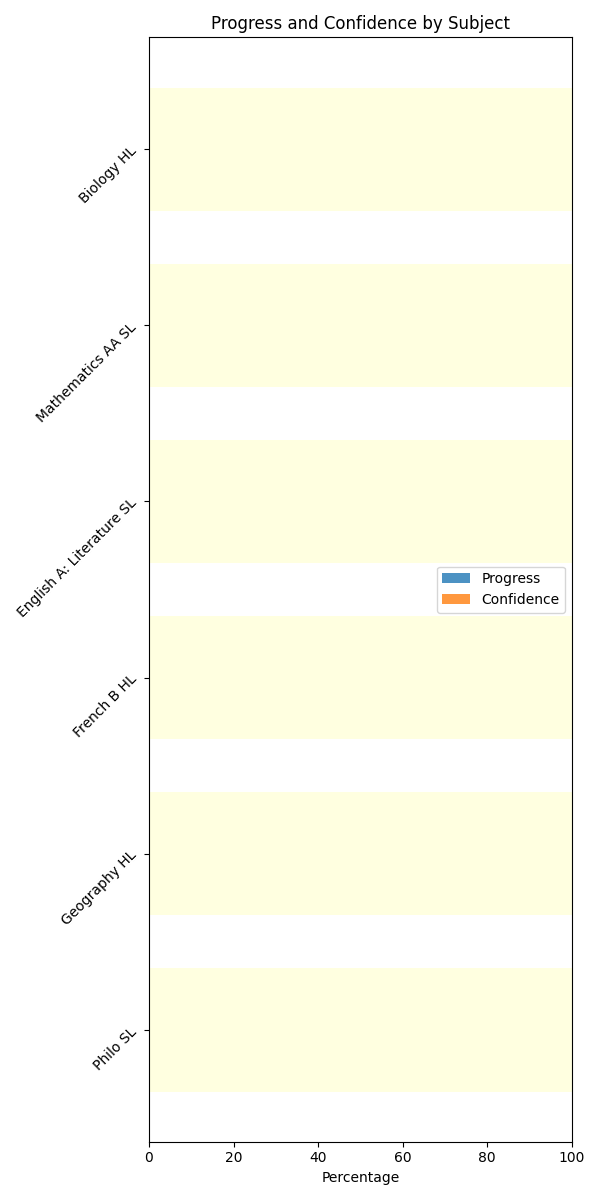 Progress and Confidence by Subject
Biology HL
Mathematics AA SL
English A: Literature SL
Progress
Confidence
French B HL
Geography HL
Philo SL
0 20 40 60 80 100
Percentage